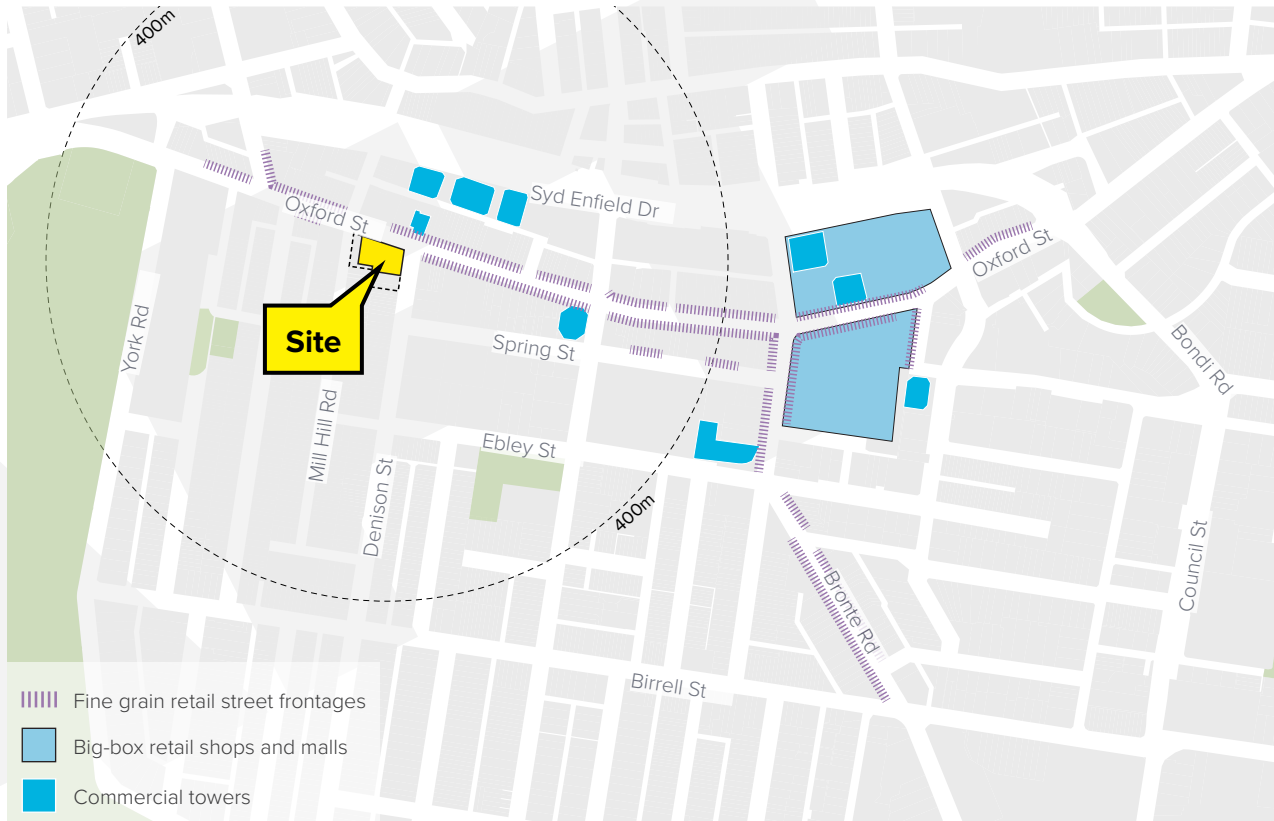 400m
Syd Enfield Dr
Oxford St
Oxford St
Site
York Rd
Spring St
Bondi Rd
Mill Hill Rd
Ebley St
Denison St
400m
Council St
Bronte Rd
Birrell St
Fine grain retail street frontages
Big-box retail shops and malls
Commercial towers